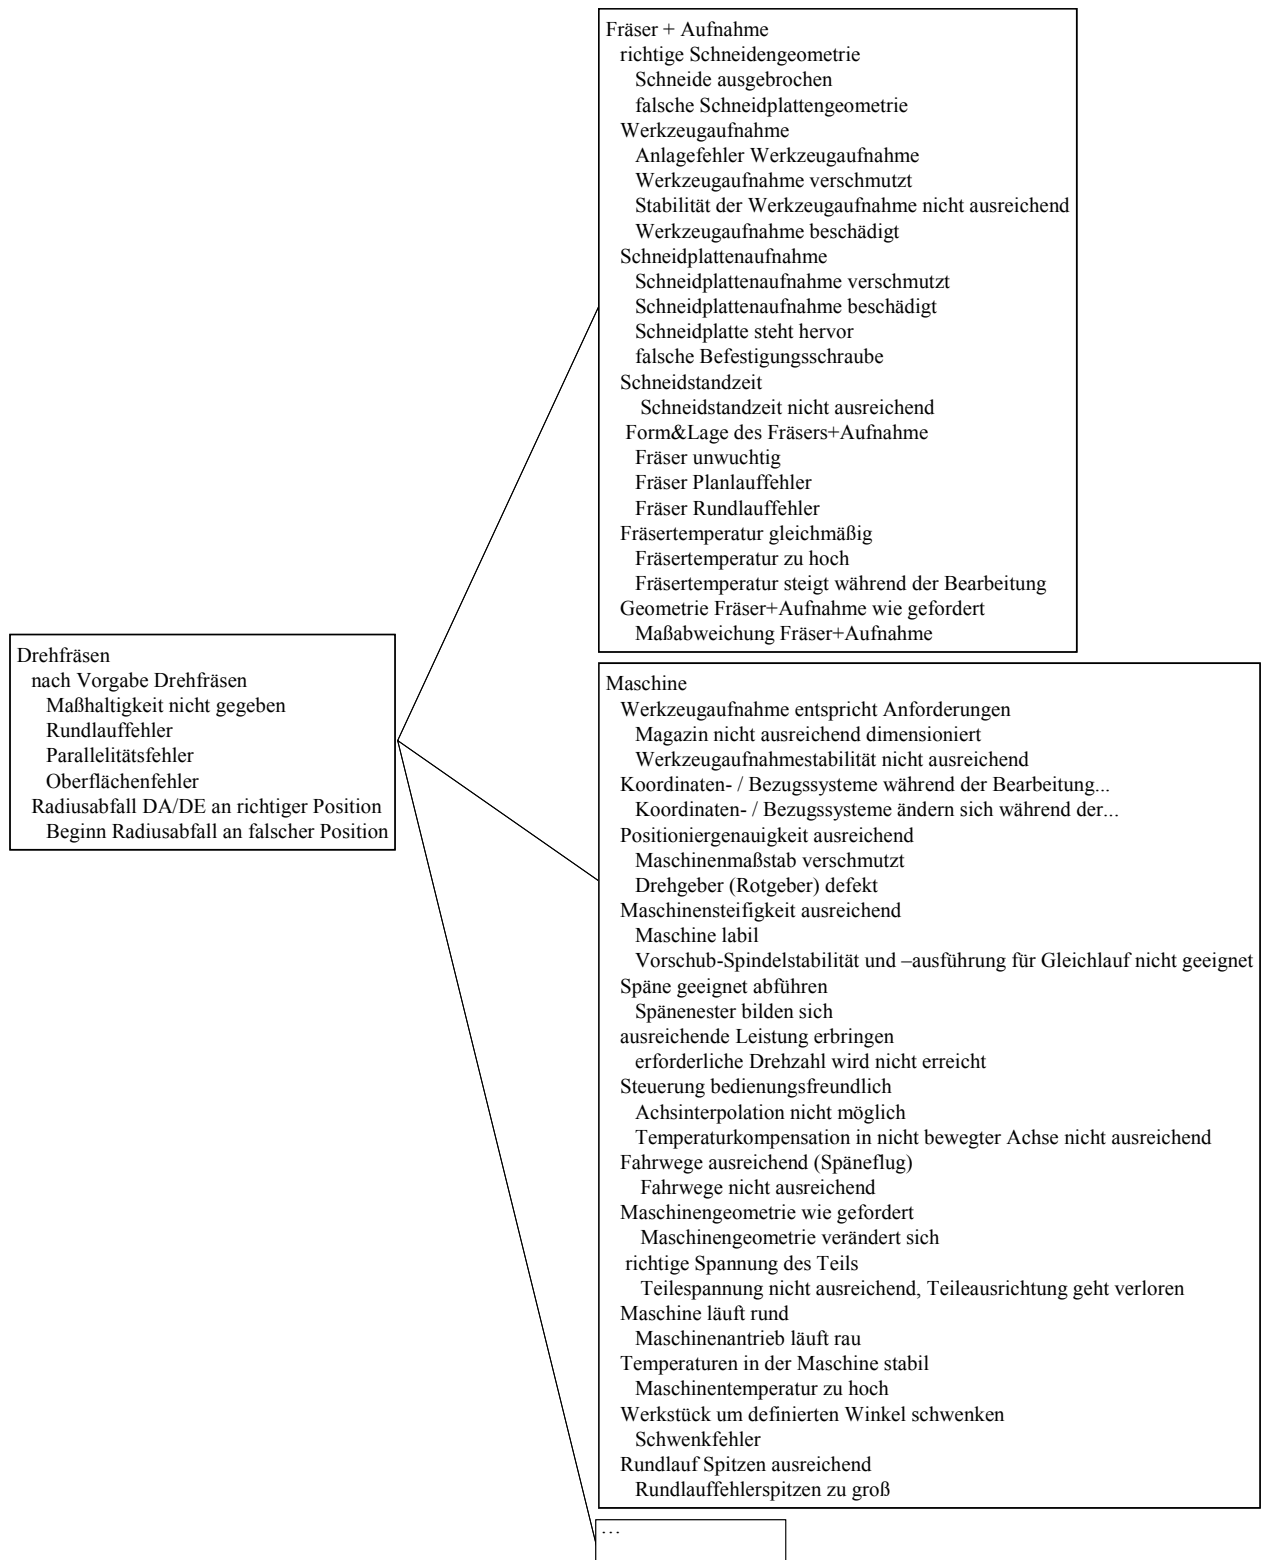 Fräser + Aufnahme
richtige Schneidengeometrie
Schneide ausgebrochen
falsche Schneidplattengeometrie
Werkzeugaufnahme
Anlagefehler Werkzeugaufnahme
Werkzeugaufnahme verschmutzt
Stabilität der Werkzeugaufnahme nicht ausreichend
Werkzeugaufnahme beschädigt
Schneidplattenaufnahme
Schneidplattenaufnahme verschmutzt
Schneidplattenaufnahme beschädigt
Schneidplatte steht hervor
falsche Befestigungsschraube
Schneidstandzeit
Schneidstandzeit nicht ausreichend
Form&Lage des Fräsers+Aufnahme
Fräser unwuchtig
Fräser Planlauffehler
Fräser Rundlauffehler
Fräsertemperatur gleichmäßig
Fräsertemperatur zu hoch
Fräsertemperatur steigt während der Bearbeitung
Geometrie Fräser+Aufnahme wie gefordert
Maßabweichung Fräser+Aufnahme
Drehfräsen
nach Vorgabe Drehfräsen
Maßhaltigkeit nicht gegeben
Rundlauffehler
Parallelitätsfehler
Oberflächenfehler
Radiusabfall DA/DE an richtiger Position
Beginn Radiusabfall an falscher Position
Maschine
Werkzeugaufnahme entspricht Anforderungen
Magazin nicht ausreichend dimensioniert
Werkzeugaufnahmestabilität nicht ausreichend
Koordinaten- / Bezugssysteme während der Bearbeitung...
Koordinaten- / Bezugssysteme ändern sich während der...
Positioniergenauigkeit ausreichend
Maschinenmaßstab verschmutzt
Drehgeber (Rotgeber) defekt
Maschinensteifigkeit ausreichend
Maschine labil
Vorschub-Spindelstabilität und –ausführung für Gleichlauf nicht geeignet
Späne geeignet abführen
Spänenester bilden sich
ausreichende Leistung erbringen
erforderliche Drehzahl wird nicht erreicht
Steuerung bedienungsfreundlich
Achsinterpolation nicht möglich
Temperaturkompensation in nicht bewegter Achse nicht ausreichend
Fahrwege ausreichend (Späneflug)
Fahrwege nicht ausreichend
Maschinengeometrie wie gefordert
Maschinengeometrie verändert sich
richtige Spannung des Teils
Teilespannung nicht ausreichend, Teileausrichtung geht verloren
Maschine läuft rund
Maschinenantrieb läuft rau
Temperaturen in der Maschine stabil
Maschinentemperatur zu hoch
Werkstück um definierten Winkel schwenken
Schwenkfehler
Rundlauf Spitzen ausreichend
Rundlauffehlerspitzen zu groß
…